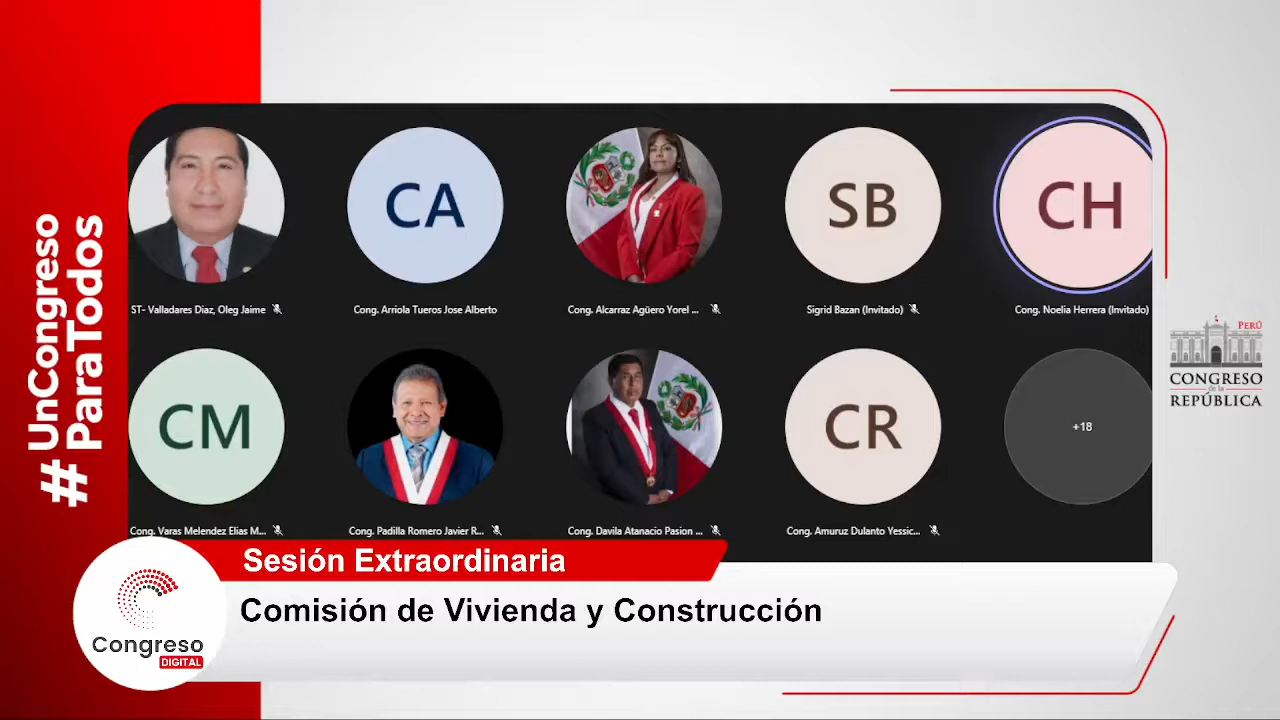 #UnCongreso
ParaTodos
CA
SB
CH
ST- Valladares Diaz, Oleg Jaime
Cong. Arriola Tueros Jose Alberto
Cong. Alcarraz Agüero Yorel ...
Sigrid Bazan (Invitado)
Cong. Noelia Herrera (Invitado)
CM
CR
+18
Cong. Varas Melendez Elias M...
Cong. Padilla Romero Javier R...
Cong. Davila Atanacio Pasion ...
Cong. Amuruz Dulanto Yessic...
PERÚ
CONGRESO
de la
REPÚBLICA
Sesión Extraordinaria
Comisión de Vivienda y Construcción
Congreso
DIGITAL